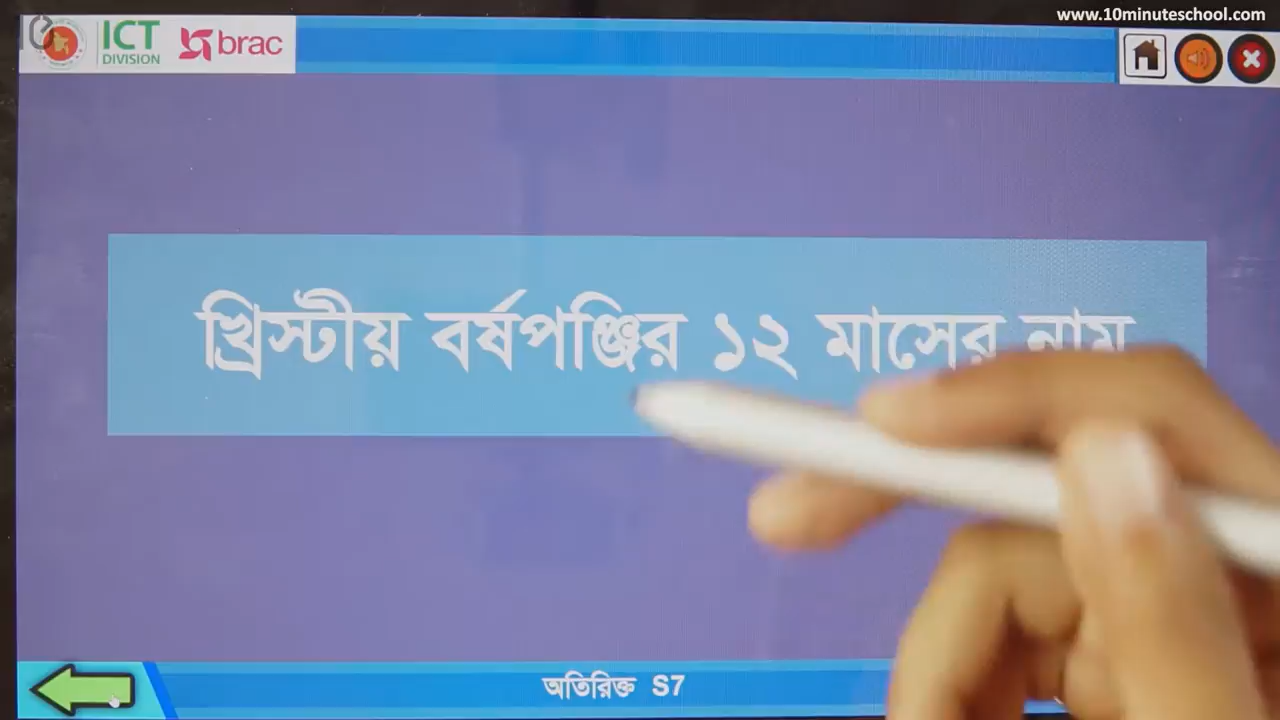 www.10minuteschool.com
ICT
DIVISION
brac
খ্রিস্টীয় বর্ষপঞ্জির ১২ মাসের নাম
অতিরিক্ত S7